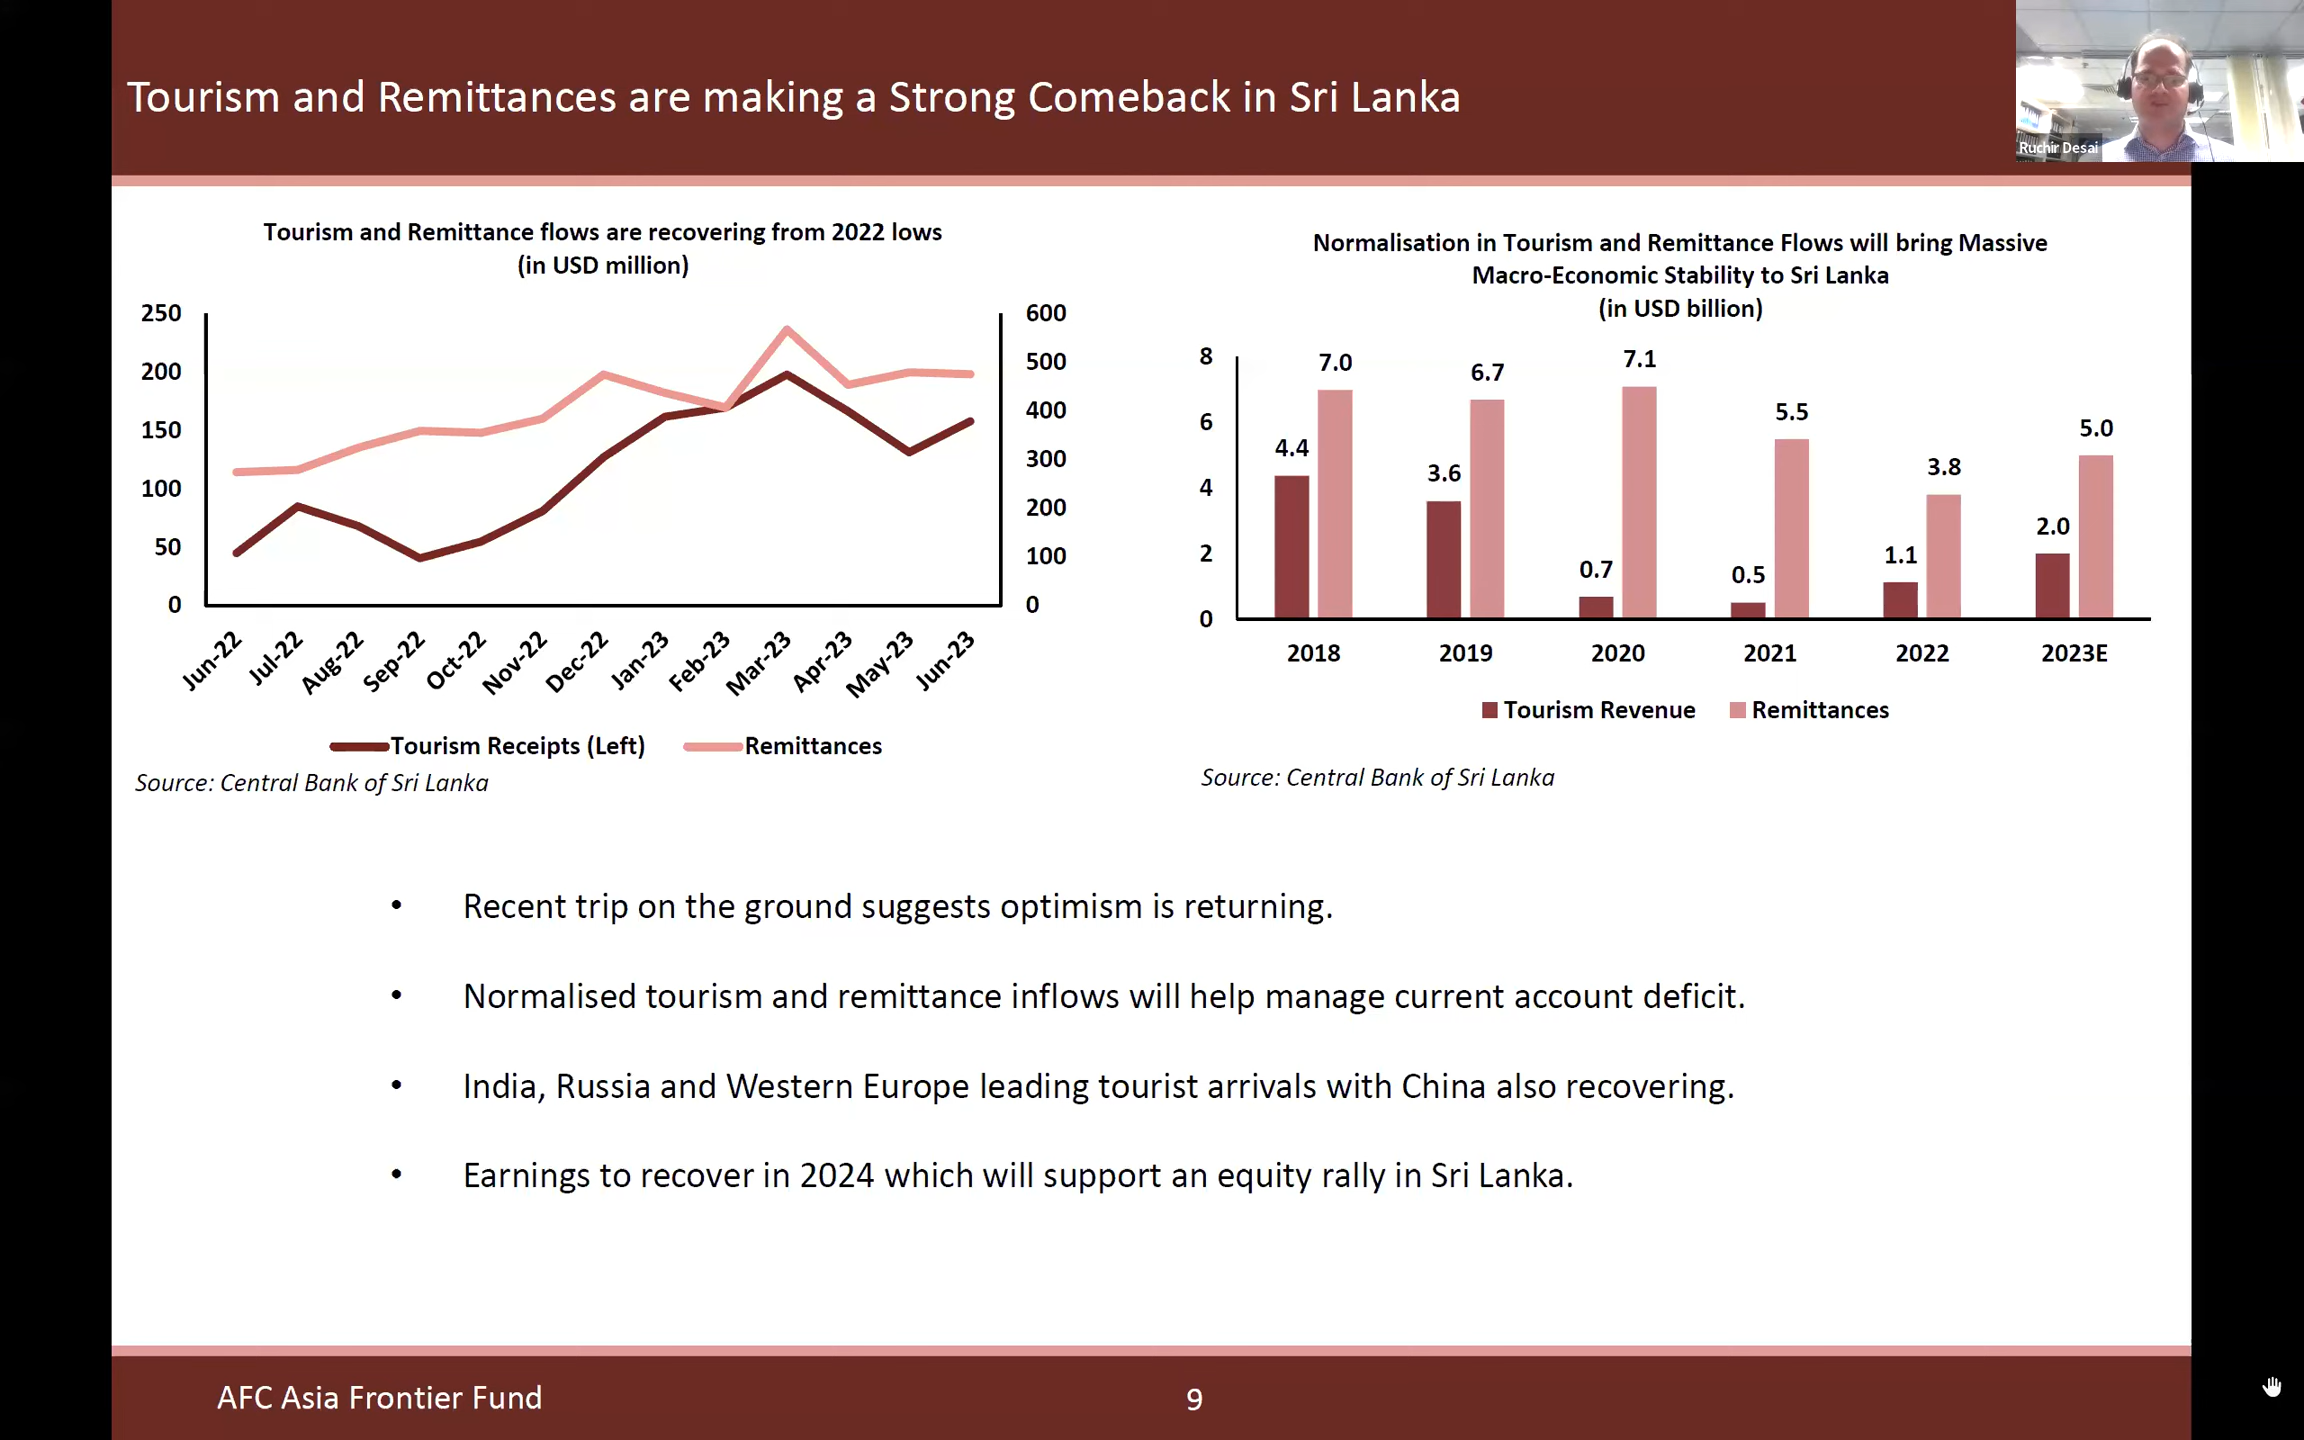 Tourism and Remittances are making a Strong Comeback in Sri Lanka
Ruchir Desai
Tourism and Remittance flows are recovering from 2022 lows
(in USD million)
250
200
150
100
50
0
600
500
400
300
200
100
0
Jun-22
Jul-22
Aug-22
Sep-22
Oct-22
Nov-22
Dec-22
Jan-23
Feb-23
Mar-23
Apr-23
May-23
Jun-23
Tourism Receipts (Left)
Remittances
Source: Central Bank of Sri Lanka
Normalisation in Tourism and Remittance Flows will bring Massive
Macro-Economic Stability to Sri Lanka
(in USD billion)
8
6
4
2
0
4.4
7.0
3.6
6.7
0.7
7.1
0.5
5.5
1.1
3.8
2.0
5.0
2018
2019
2020
2021
2022
2023E
Tourism Revenue
Remittances
Source: Central Bank of Sri Lanka
• Recent trip on the ground suggests optimism is returning.
• Normalised tourism and remittance inflows will help manage current account deficit.
• India, Russia and Western Europe leading tourist arrivals with China also recovering.
• Earnings to recover in 2024 which will support an equity rally in Sri Lanka.
AFC Asia Frontier Fund
9